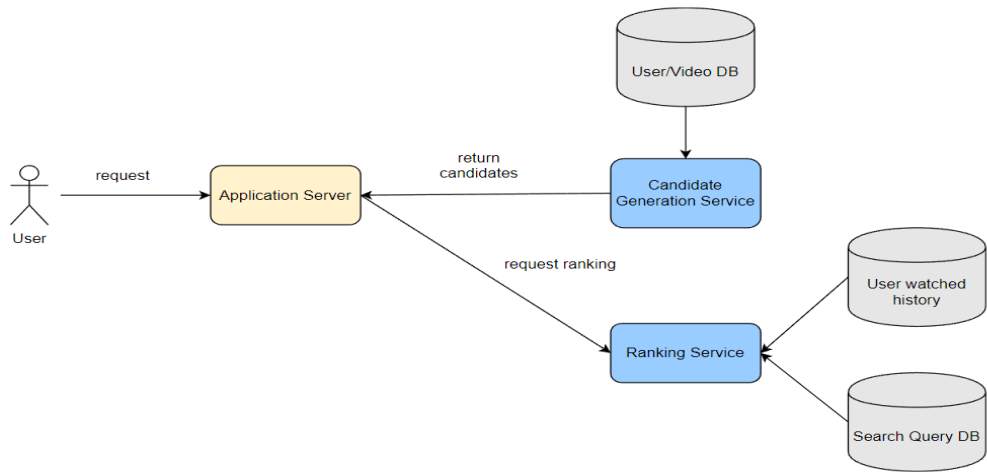 User/Video DB
return
candidates
Candidate
Generation Service
request
Application Server
User
request ranking
User watched
history
Ranking Service
Search Query DB